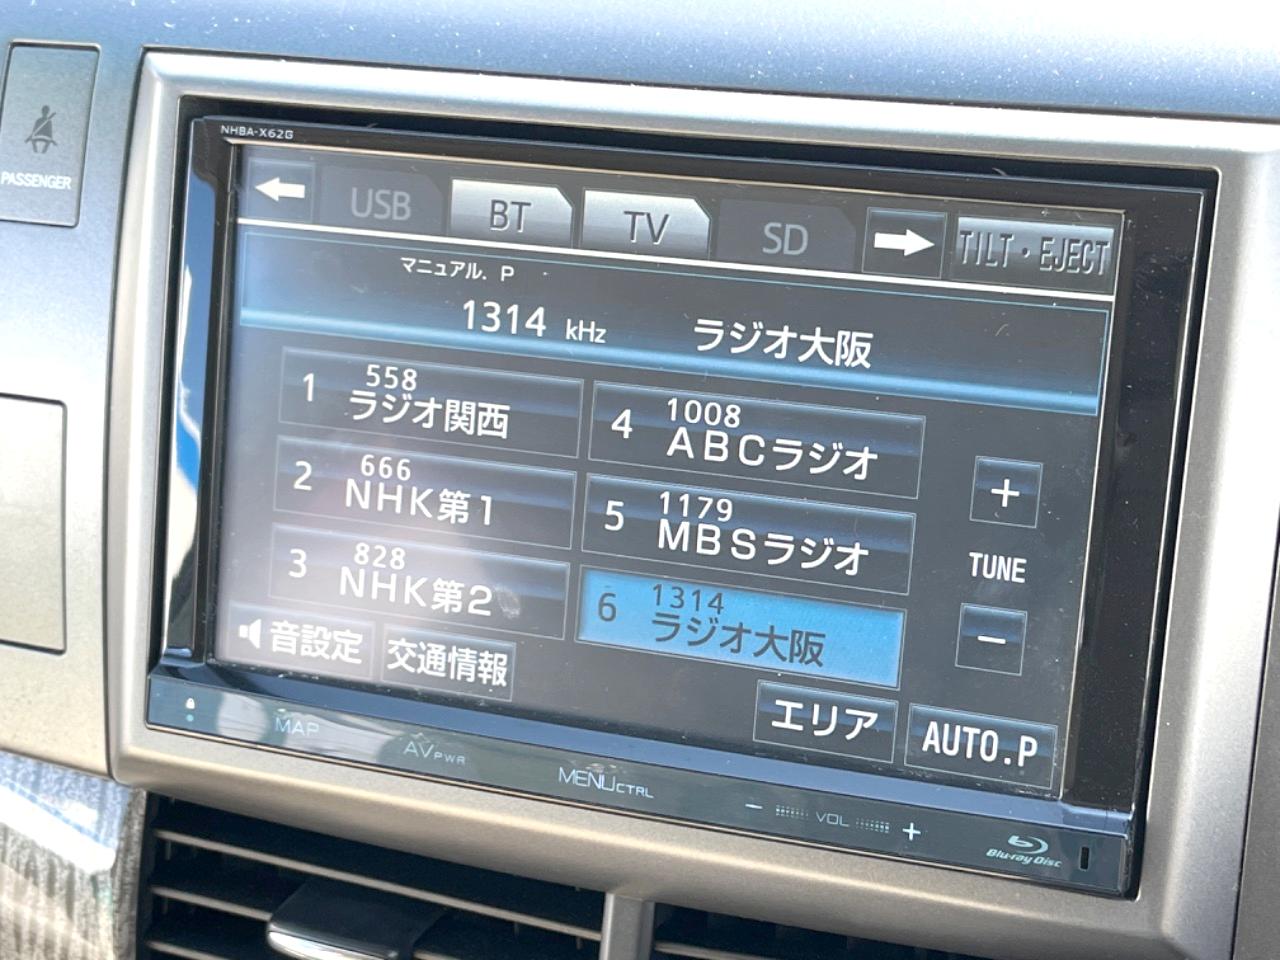 NHBA-X62G
PASSENGER
USB BT TV SD TILT・EJECT
マニュアル. P
1314 kHz ラジオ大阪
1 558 ラジオ関西
4 1008 ABCラジオ
2 666 NHK第1
5 1179 MBSラジオ
3 828 NHK第2
6 1314 ラジオ大阪
+
TUNE
−
音設定 交通情報
エリア AUTO.P
MAP AV PWR MENU CTRL − VOL +
Blu-ray Disc